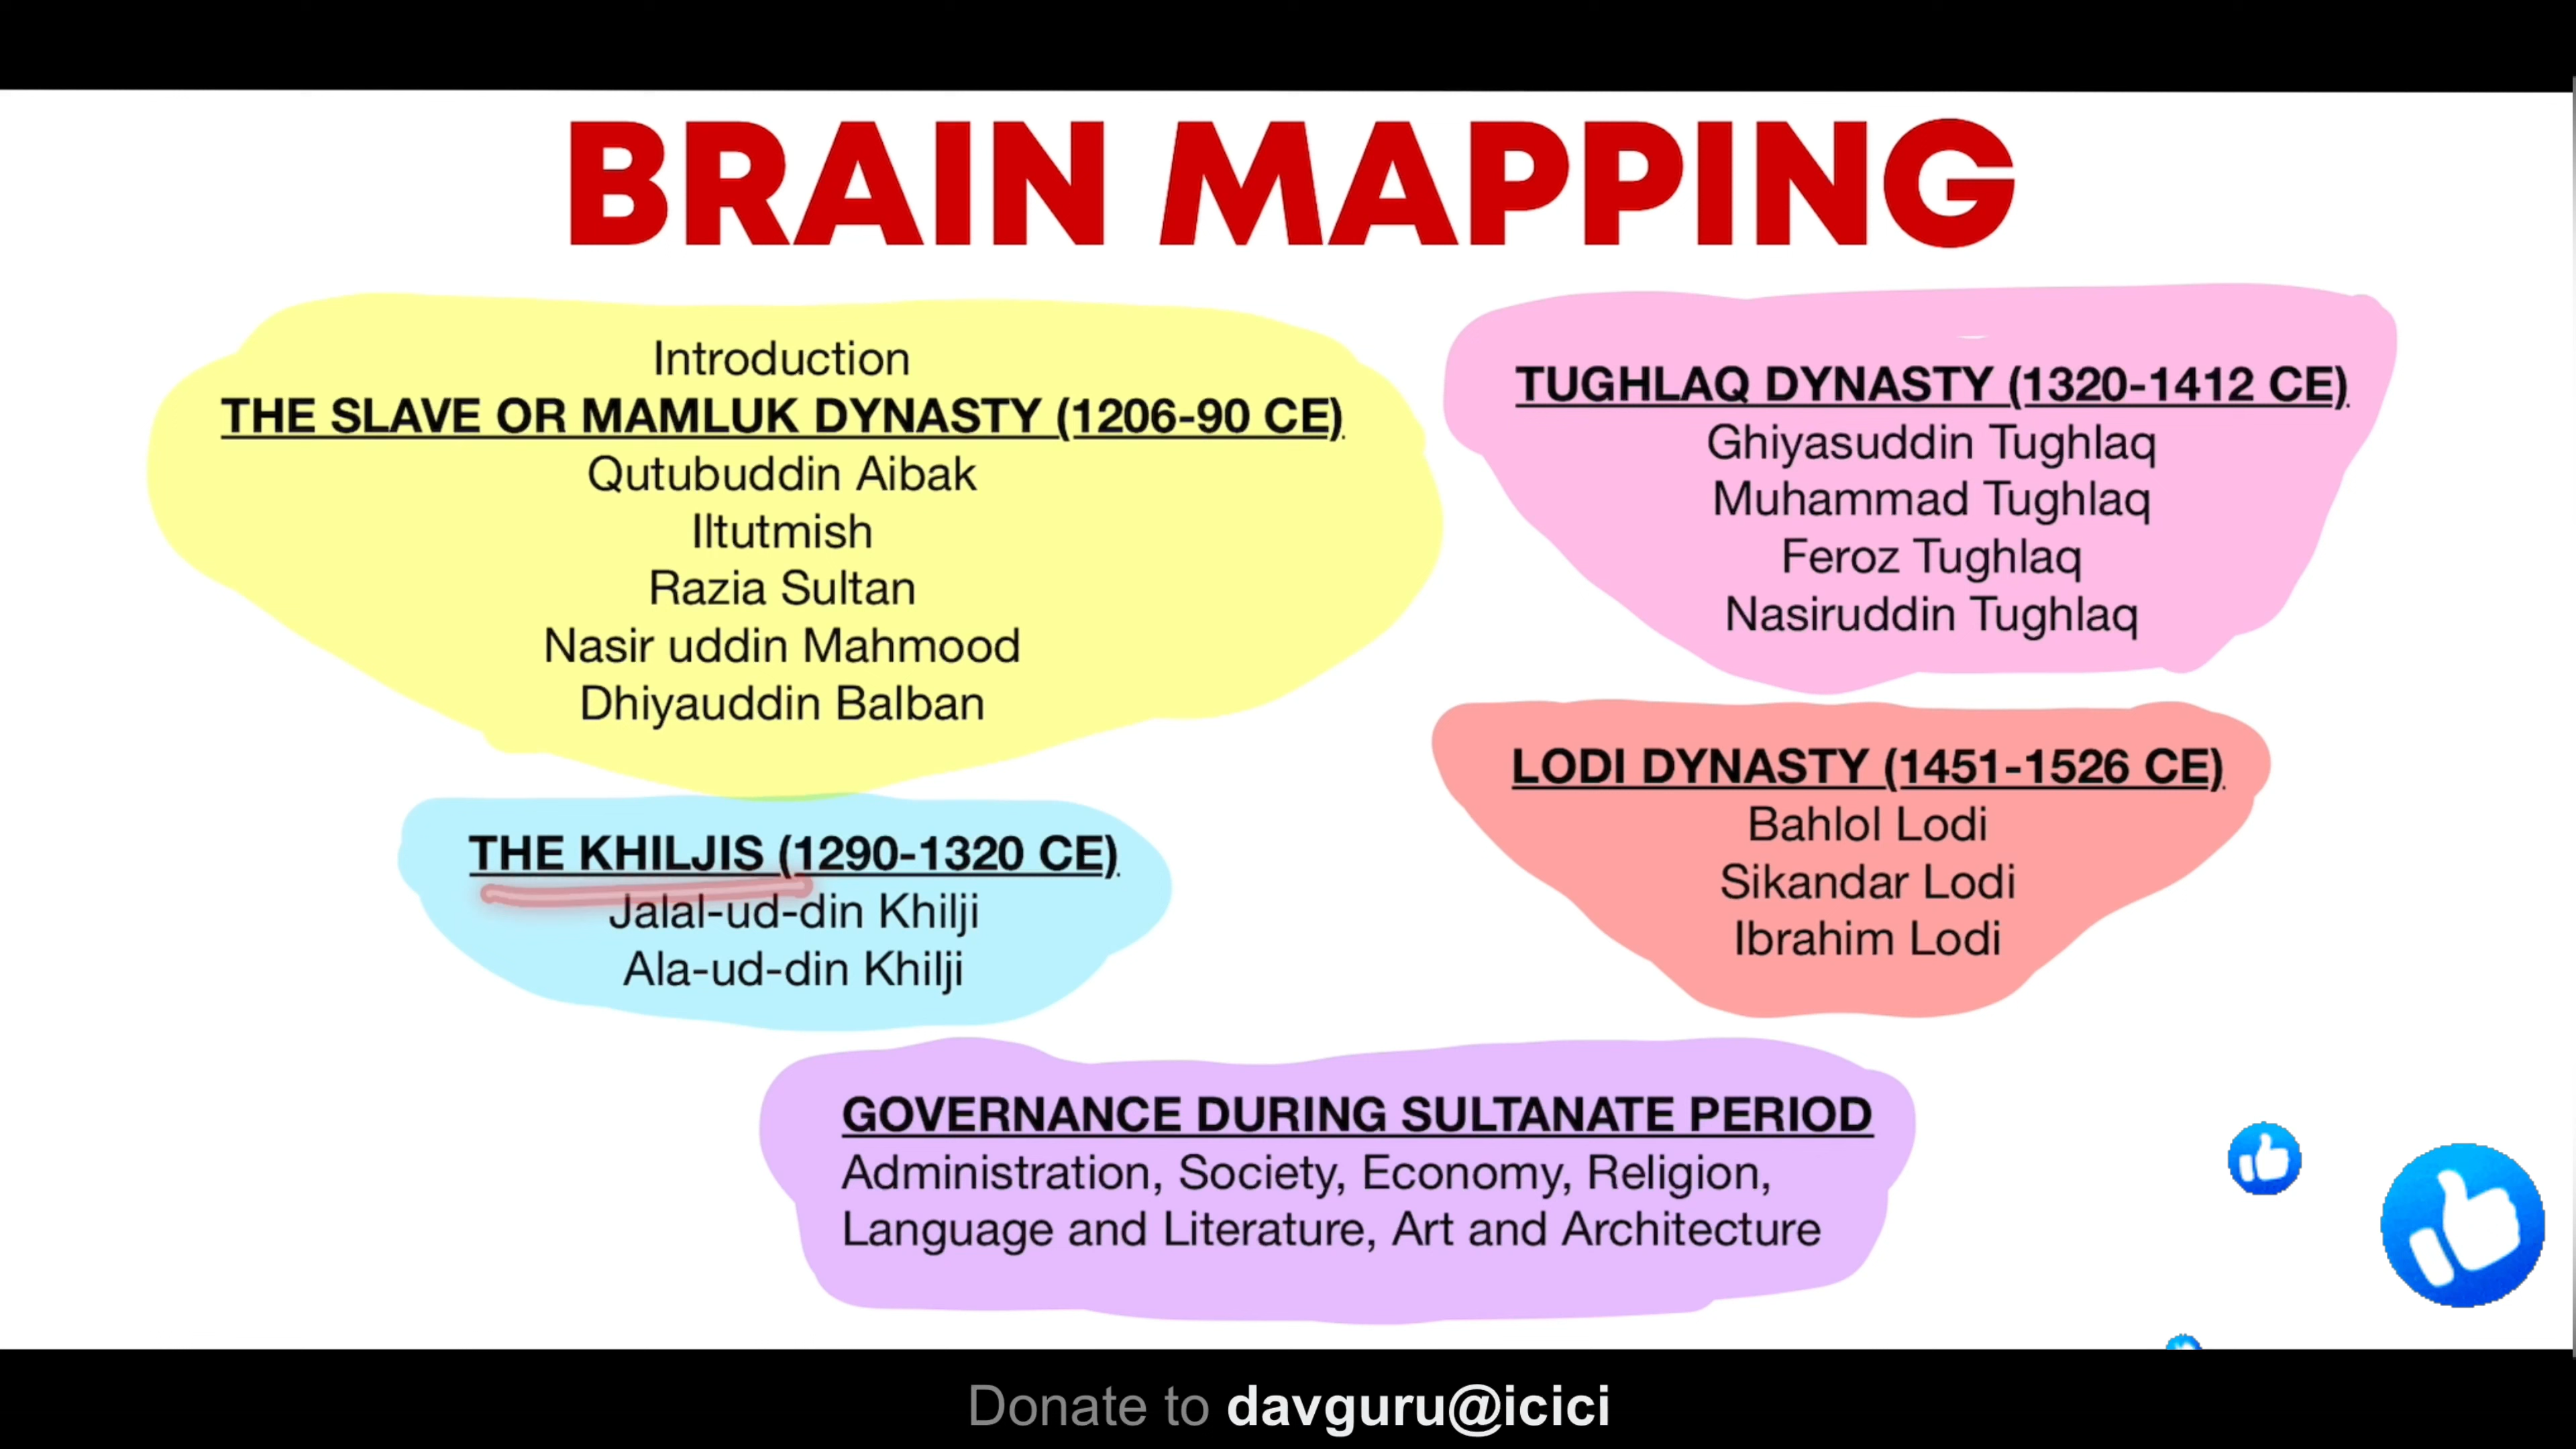 BRAIN MAPPING
Introduction
THE SLAVE OR MAMLUK DYNASTY (1206-90 CE)
Qutubuddin Aibak
Iltutmish
Razia Sultan
Nasir uddin Mahmood
Dhiyauddin Balban
THE KHILJIS (1290-1320 CE)
Jalal-ud-din Khilji
Ala-ud-din Khilji
TUGHLAQ DYNASTY (1320-1412 CE)
Ghiyasuddin Tughlaq
Muhammad Tughlaq
Feroz Tughlaq
Nasiruddin Tughlaq
LODI DYNASTY (1451-1526 CE)
Bahlol Lodi
Sikandar Lodi
Ibrahim Lodi
GOVERNANCE DURING SULTANATE PERIOD
Administration, Society, Economy, Religion,
Language and Literature, Art and Architecture
Donate to davguru@icici